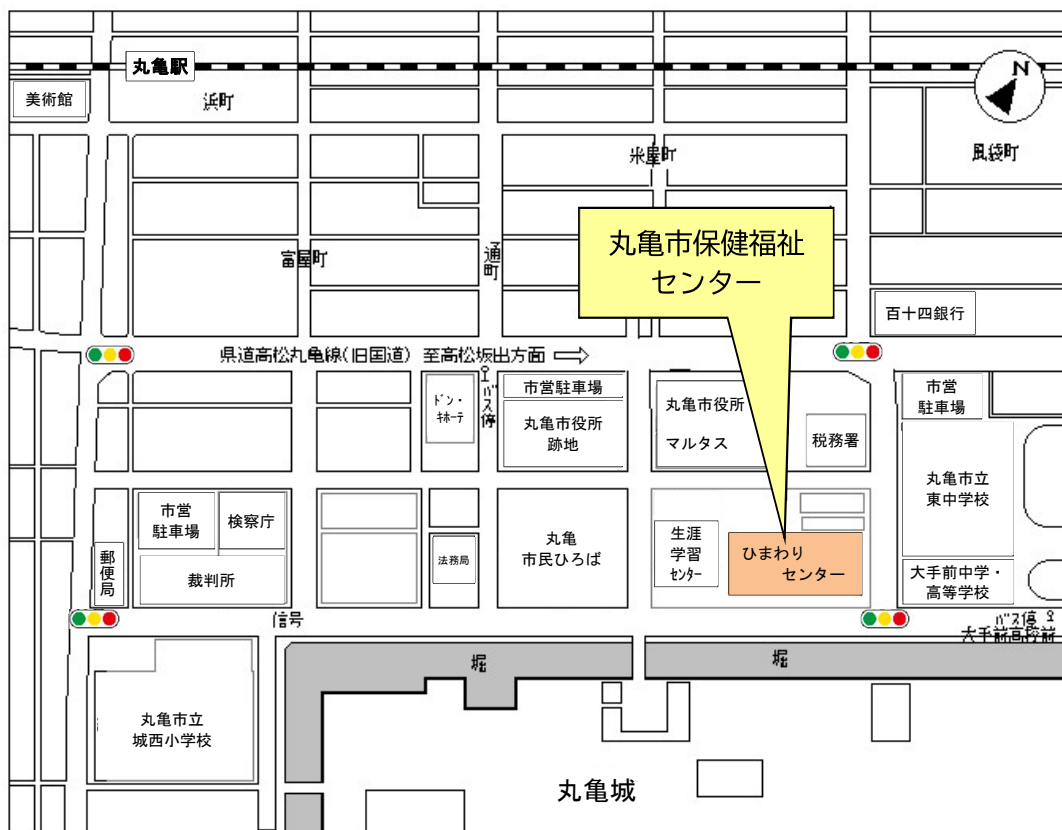 丸亀駅
N
美術館
浜町
米屋町
風袋町
丸亀市保健福祉
センター
富屋町
通町
百十四銀行
県道高松丸亀線(旧国道) 至高松坂出方面
バス停
ドン・
キホーテ
市営駐車場
丸亀市役所
跡地
丸亀市役所
マルタス
税務署
市営
駐車場
丸亀市立
東中学校
市営
駐車場
検察庁
郵便局
裁判所
法務局
丸亀
市民ひろば
生涯
学習
センター
ひまわり
センター
大手前中学・
高等学校
信号
バス停
大手前高校前
堀
堀
丸亀市立
城西小学校
丸亀城